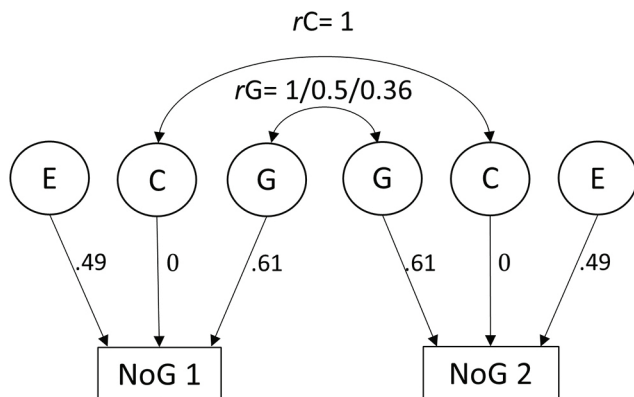 rC= 1
rG= 1/0.5/0.36
E C G G C E
.49 0 .61 .61 0 .49
NoG 1 NoG 2